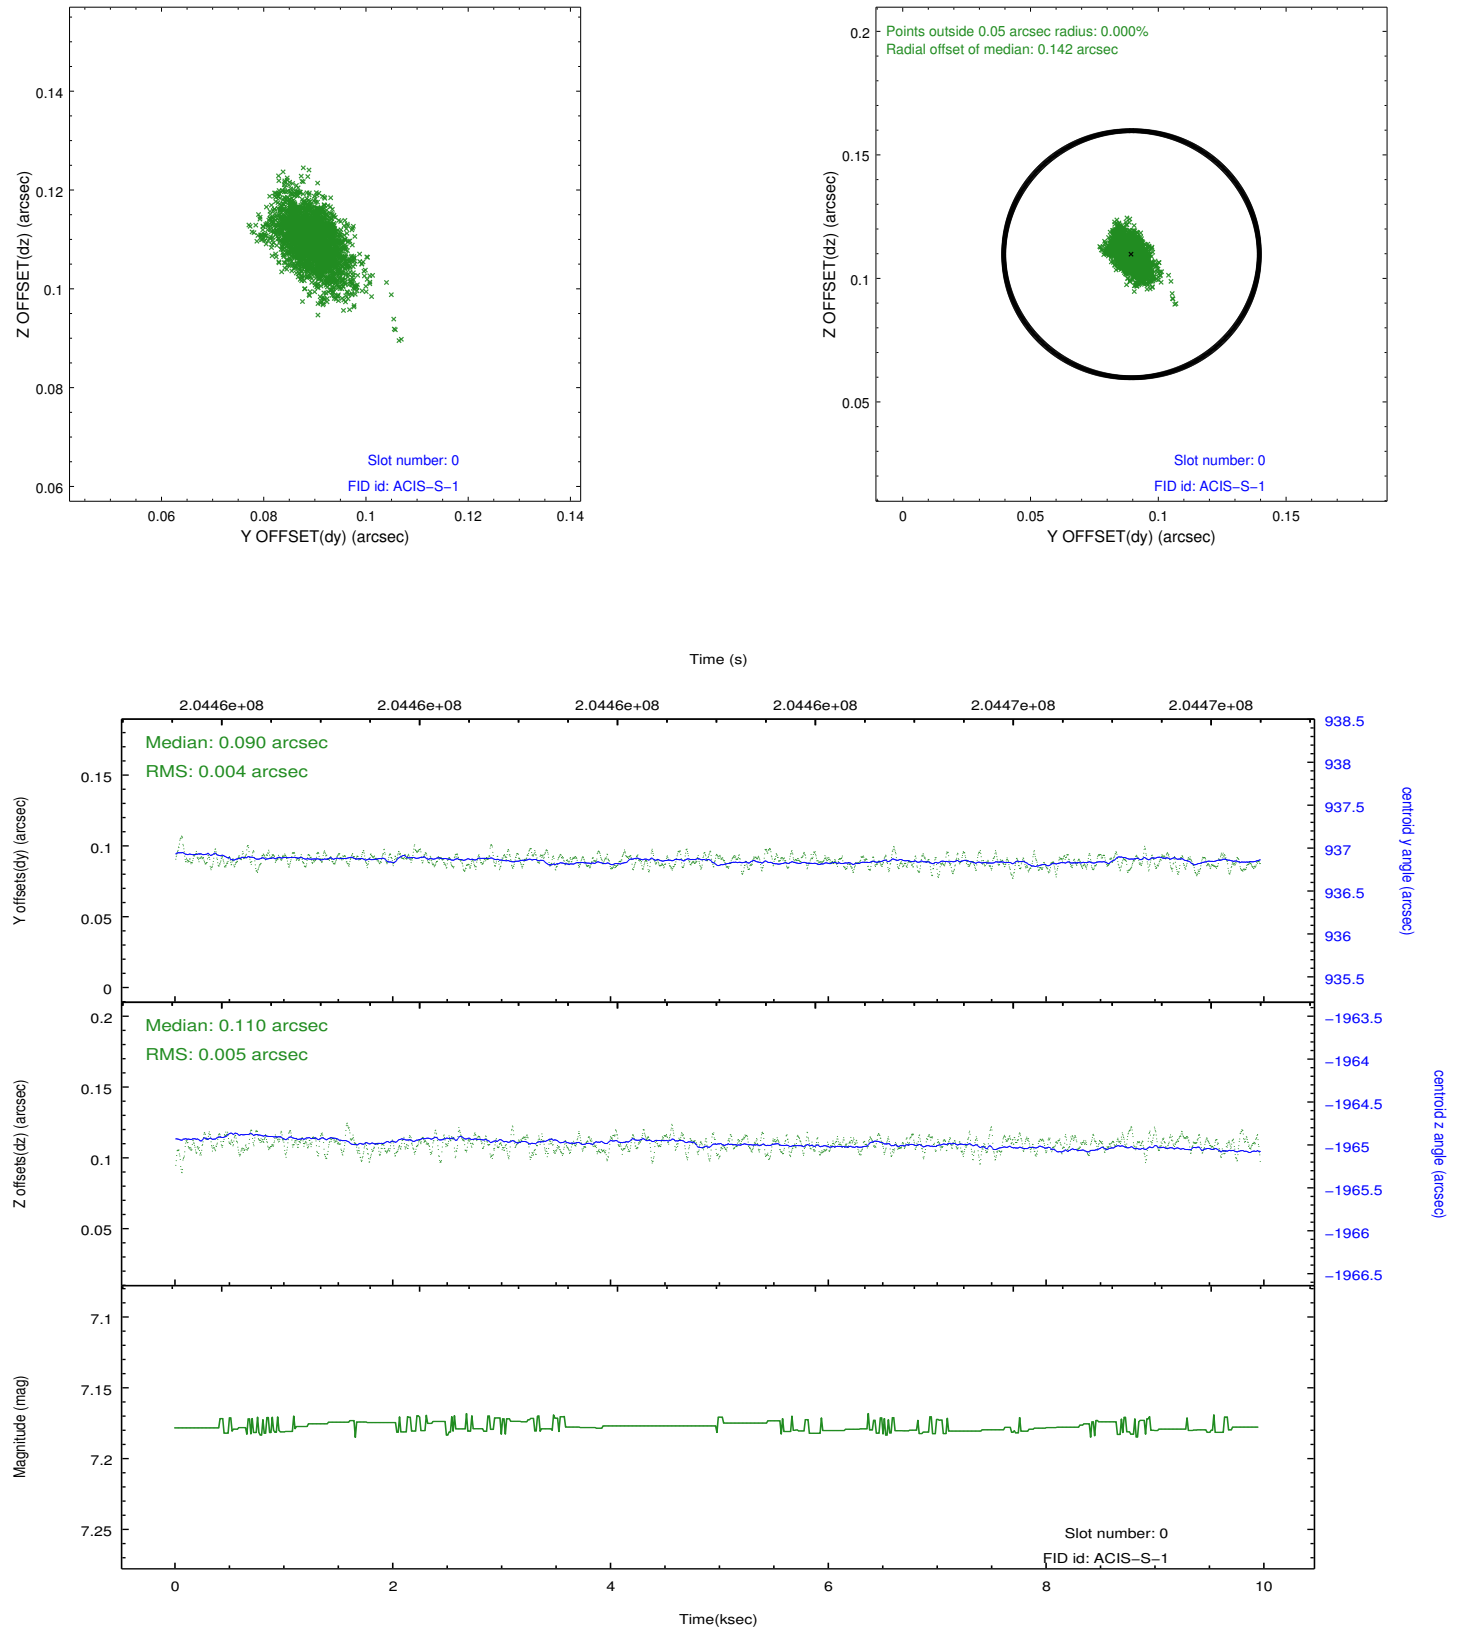 0.14
0.12
0.1
0.08
0.06
Z OFFSET(dz) (arcsec)
Slot number: 0
FID id: ACIS−S−1
0.06 0.08 0.1 0.12 0.14
Y OFFSET(dy) (arcsec)
Points outside 0.05 arcsec radius: 0.000%
Radial offset of median: 0.142 arcsec
0.2
0.15
0.1
0.05
Z OFFSET(dz) (arcsec)
Slot number: 0
FID id: ACIS−S−1
0 0.05 0.1 0.15
Y OFFSET(dy) (arcsec)
Time (s)
2.0446e+08 2.0446e+08 2.0446e+08 2.0446e+08 2.0447e+08 2.0447e+08
Median: 0.090 arcsec
RMS: 0.004 arcsec
0.15
0.1
0.05
0
Y offsets(dy) (arcsec)
938.5
938
937.5
937
936.5
936
935.5
centroid y angle (arcsec)
Median: 0.110 arcsec
RMS: 0.005 arcsec
0.2
0.15
0.1
0.05
Z offsets(dz) (arcsec)
−1963.5
−1964
−1964.5
−1965
−1965.5
−1966
−1966.5
centroid z angle (arcsec)
7.1
7.15
7.2
7.25
Magnitude (mag)
Slot number: 0
FID id: ACIS−S−1
0 2 4 6 8 10
Time(ksec)